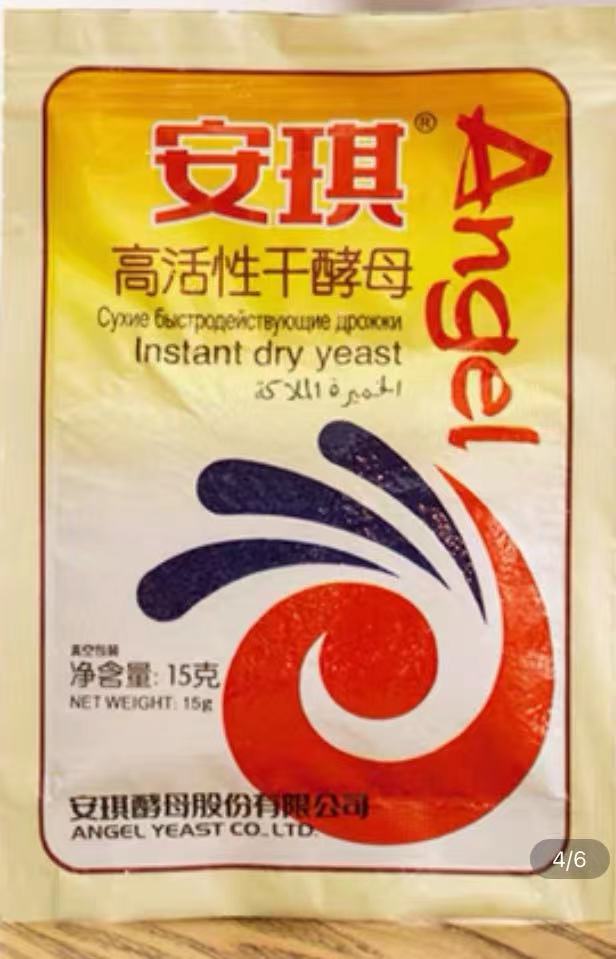 安琪®
Angel
高活性干酵母
Сухие быстродействующие дрожжи
Instant dry yeast
真空包装
净含量: 15克
NET WEIGHT: 15g
安琪酵母股份有限公司
ANGEL YEAST CO.,LTD.
4/6